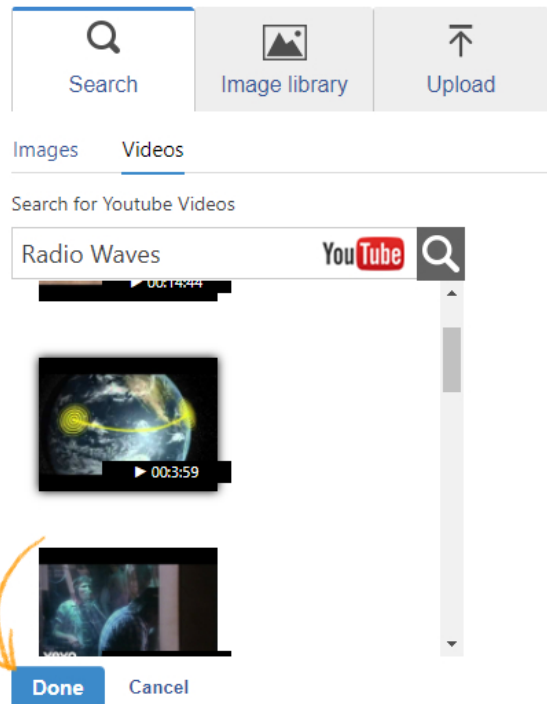 Search
Image library
Upload
Images
Videos
Search for Youtube Videos
Radio Waves
YouTube
00:14:44
00:3:59
vevo
Done
Cancel